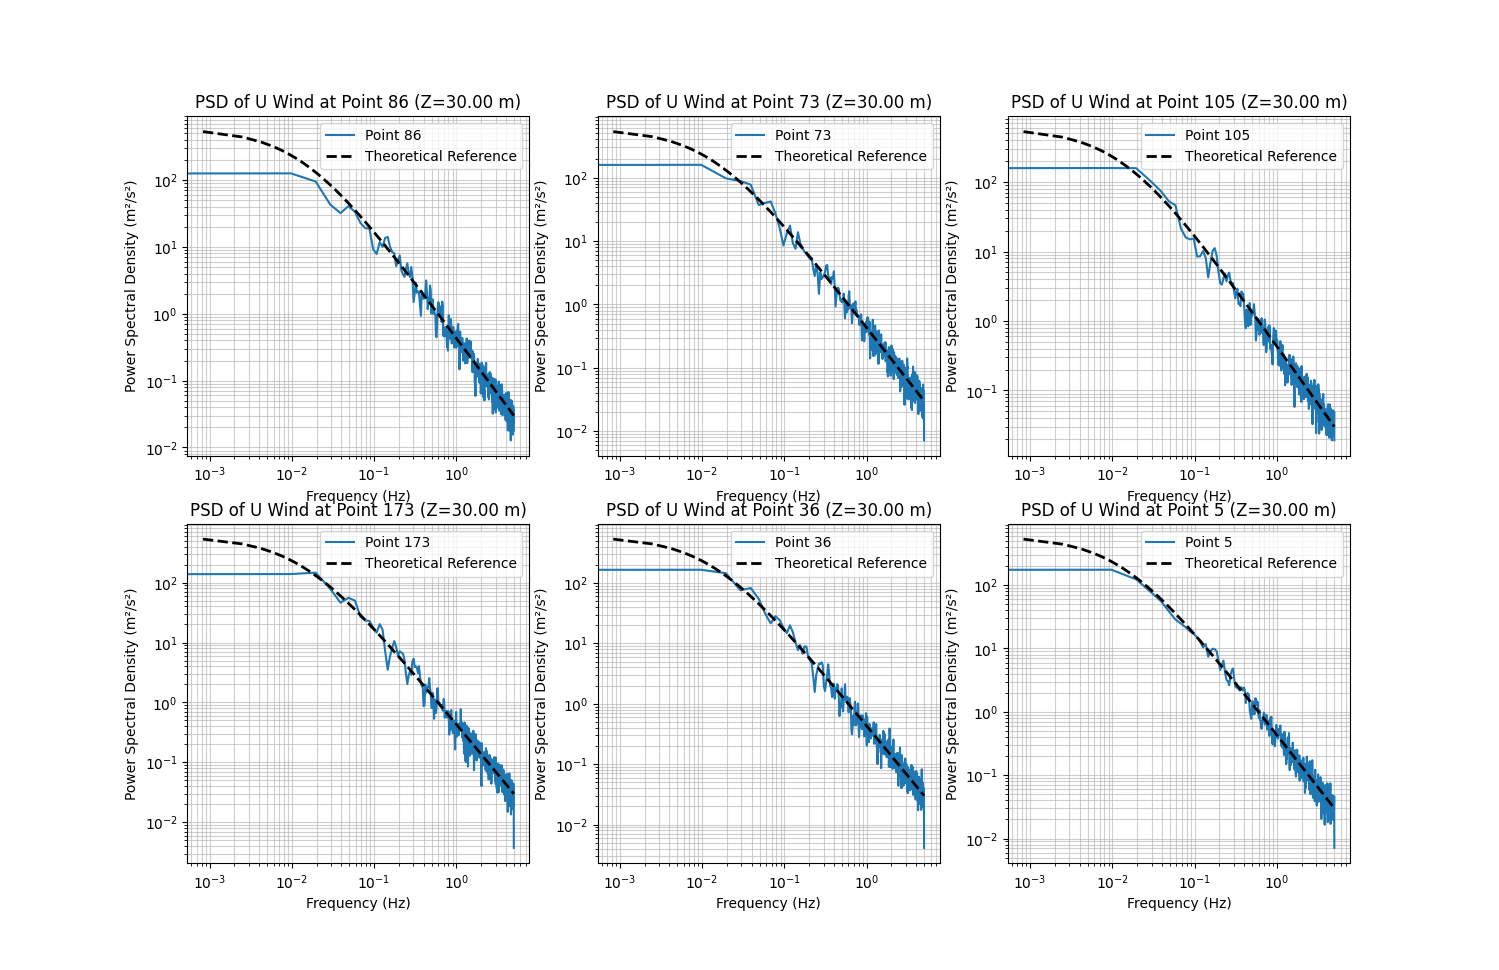 PSD of U Wind at Point 86 (Z=30.00 m)
Point 86
Theoretical Reference
Power Spectral Density (m²/s²)
10²
10¹
10⁰
10⁻¹
10⁻²
10⁻³ 10⁻² 10⁻¹ 10⁰
Frequency (Hz)
PSD of U Wind at Point 73 (Z=30.00 m)
Point 73
Theoretical Reference
Power Spectral Density (m²/s²)
10²
10¹
10⁰
10⁻¹
10⁻²
10⁻³ 10⁻² 10⁻¹ 10⁰
Frequency (Hz)
PSD of U Wind at Point 105 (Z=30.00 m)
Point 105
Theoretical Reference
Power Spectral Density (m²/s²)
10²
10¹
10⁰
10⁻¹
10⁻³ 10⁻² 10⁻¹ 10⁰
Frequency (Hz)
PSD of U Wind at Point 173 (Z=30.00 m)
Point 173
Theoretical Reference
Power Spectral Density (m²/s²)
10²
10¹
10⁰
10⁻¹
10⁻²
10⁻³ 10⁻² 10⁻¹ 10⁰
Frequency (Hz)
PSD of U Wind at Point 36 (Z=30.00 m)
Point 36
Theoretical Reference
Power Spectral Density (m²/s²)
10²
10¹
10⁰
10⁻¹
10⁻²
10⁻³ 10⁻² 10⁻¹ 10⁰
Frequency (Hz)
PSD of U Wind at Point 5 (Z=30.00 m)
Point 5
Theoretical Reference
Power Spectral Density (m²/s²)
10²
10¹
10⁰
10⁻¹
10⁻²
10⁻³ 10⁻² 10⁻¹ 10⁰
Frequency (Hz)